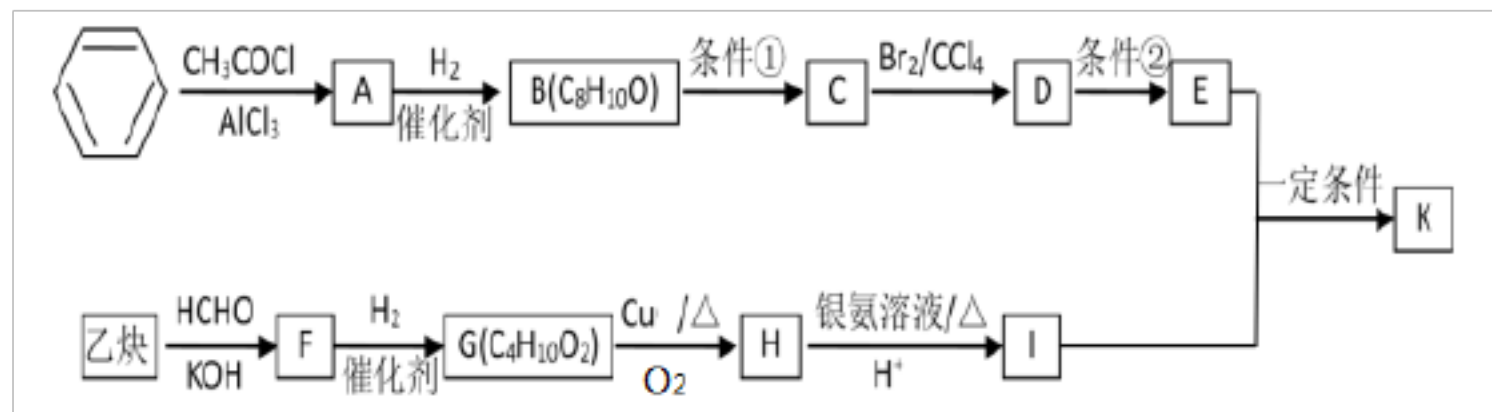 CH₃COCl
AlCl₃
A
H₂
催化剂
B(C₈H₁₀O)
条件①
C
Br₂/CCl₄
D
条件②
E
一定条件
K
乙炔
HCHO
KOH
F
H₂
催化剂
G(C₄H₁₀O₂)
Cu /△
O₂
H
银氨溶液/△
H⁺
I